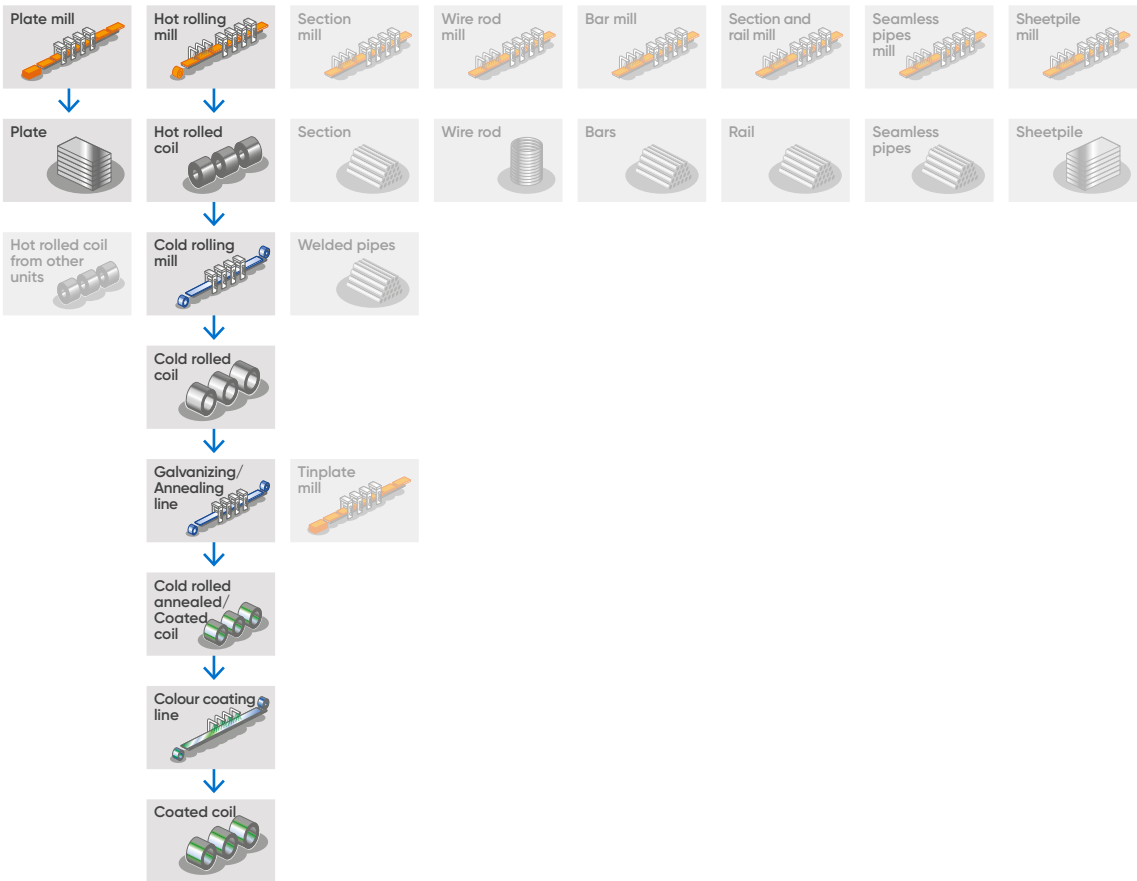 Plate mill
Hot rolling
mill
Section
mill
Wire rod
mill
Bar mill
Section and
rail mill
Seamless
pipes
mill
Sheetpile
mill
Plate
Hot rolled
coil
Section
Wire rod
Bars
Rail
Seamless
pipes
Sheetpile
Hot rolled coil
from other
units
Cold rolling
mill
Welded pipes
Cold rolled
coil
Galvanizing/
Annealing
line
Tinplate
mill
Cold rolled
annealed/
Coated
coil
Colour coating
line
Coated coil